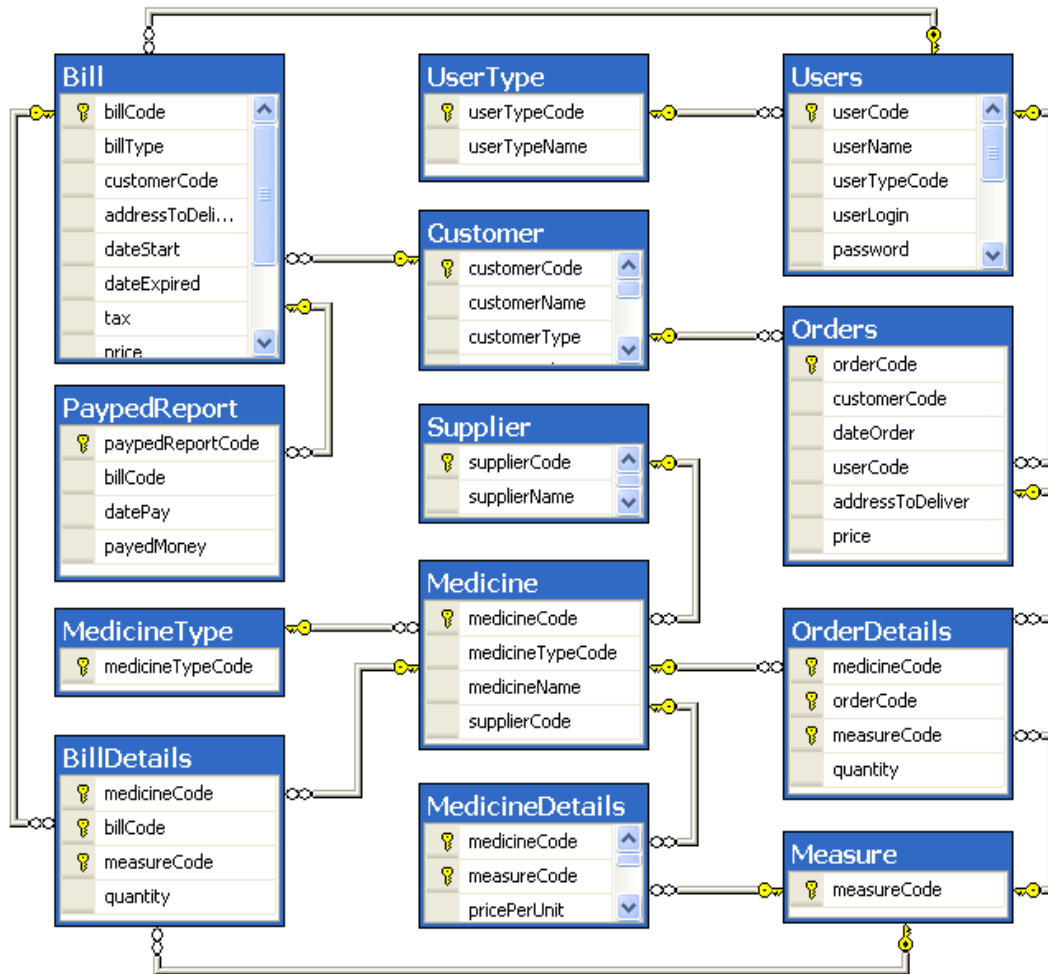 Bill
billCode
billType
customerCode
addressToDeli...
dateStart
dateExpired
tax
price
UserType
userTypeCode
userTypeName
Users
userCode
userName
userTypeCode
userLogin
password
Customer
customerCode
customerName
customerType
Orders
orderCode
customerCode
dateOrder
userCode
addressToDeliver
price
PaypedReport
paypedReportCode
billCode
datePay
payedMoney
Supplier
supplierCode
supplierName
Medicine
medicineCode
medicineTypeCode
medicineName
supplierCode
MedicineType
medicineTypeCode
OrderDetails
medicineCode
orderCode
measureCode
quantity
BillDetails
medicineCode
billCode
measureCode
quantity
MedicineDetails
medicineCode
measureCode
pricePerUnit
Measure
measureCode